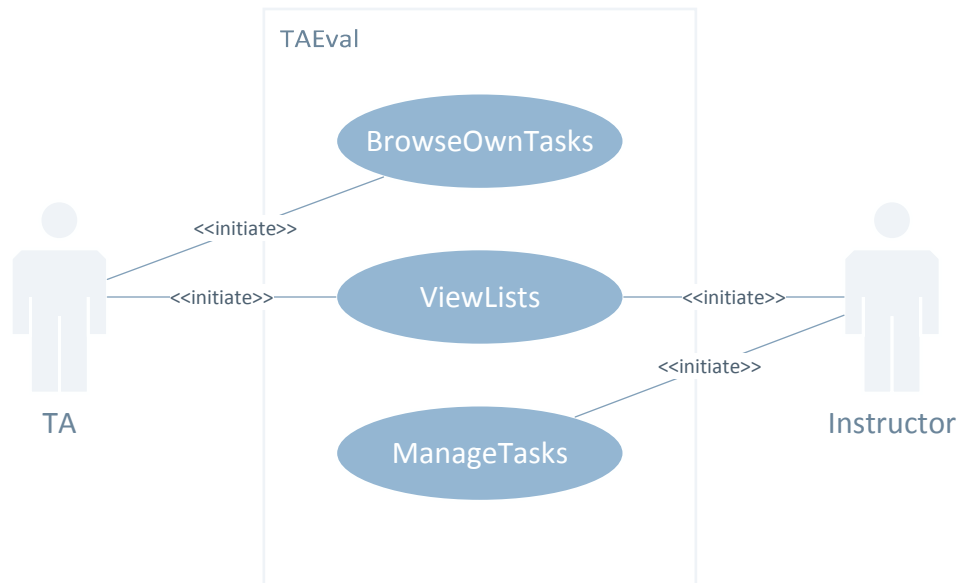 TAEval
BrowseOwnTasks
<<initiate>>
<<initiate>>
ViewLists
<<initiate>>
<<initiate>>
TA
Instructor
ManageTasks